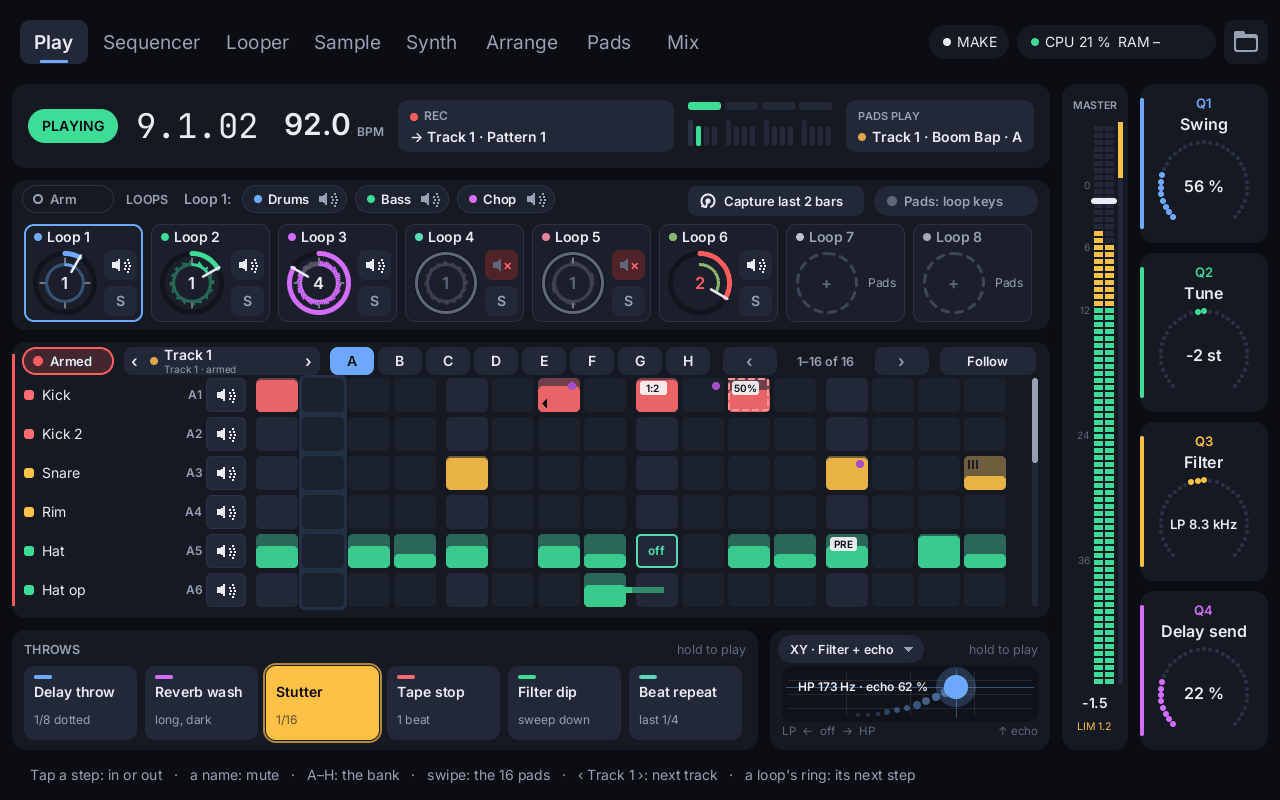 Play Sequencer Looper Sample Synth Arrange Pads Mix MAKE CPU 21 % RAM –
PLAYING 9.1.02 92.0 BPM
REC
→ Track 1 · Pattern 1
PADS PLAY
Track 1 · Boom Bap · A
Arm LOOPS Loop 1: Drums Bass Chop Capture last 2 bars Pads: loop keys
Loop 1 Loop 2 Loop 3 Loop 4 Loop 5 Loop 6 Loop 7 Loop 8
1 1 4 1 1 2 + Pads + Pads
S S S S S S
Armed ‹ Track 1 › A B C D E F G H ‹ 1–16 of 16 › Follow
Track 1 · armed
Kick A1 1:2 50%
Kick 2 A2
Snare A3
Rim A4
Hat A5 off PRE
Hat op A6
THROWS hold to play
Delay throw Reverb wash Stutter Tape stop Filter dip Beat repeat
1/8 dotted long, dark 1/16 1 beat sweep down last 1/4
XY · Filter + echo hold to play
HP 173 Hz · echo 62 %
LP ← off → HP ↑ echo
MASTER
0
6
12
24
36
-1.5
LIM 1.2
Q1
Swing
56 %
Q2
Tune
-2 st
Q3
Filter
LP 8.3 kHz
Q4
Delay send
22 %
Tap a step: in or out · a name: mute · A–H: the bank · swipe: the 16 pads · ‹ Track 1 ›: next track · a loop's ring: its next step